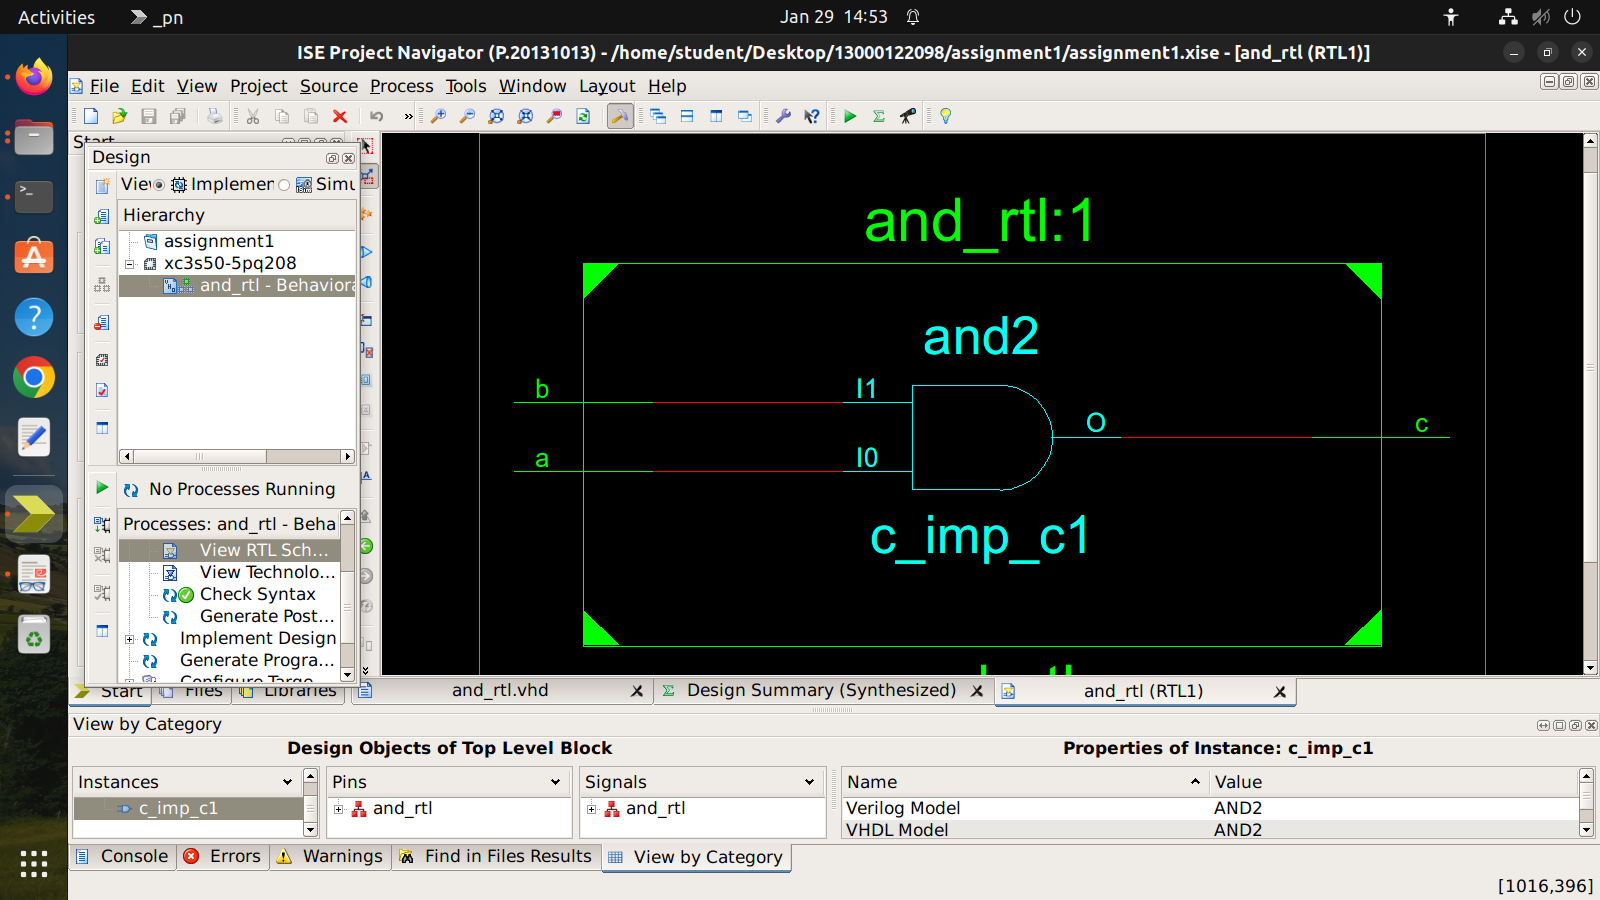 Activities
_pn
Jan 29 14:53
ISE Project Navigator (P.20131013) - /home/student/Desktop/13000122098/assignment1/assignment1.xise - [and_rtl (RTL1)]
File Edit View Project Source Process Tools Window Layout Help
»
Start
Design
Implemen
Simu
Hierarchy
assignment1
xc3s50-5pq208
and_rtl - Behaviora
No Processes Running
Processes: and_rtl - Beha
View RTL Sch...
View Technolo...
Check Syntax
Generate Post...
Implement Design
Generate Progra...
and_rtl:1
and2
b
I1
O
c
a
I0
c_imp_c1
Start
Files
Libraries
and_rtl.vhd
Design Summary (Synthesized)
and_rtl (RTL1)
View by Category
Design Objects of Top Level Block
Properties of Instance: c_imp_c1
Instances
Pins
Signals
Name
Value
c_imp_c1
and_rtl
and_rtl
Verilog Model
AND2
VHDL Model
AND2
Console
Errors
Warnings
Find in Files Results
View by Category
[1016,396]